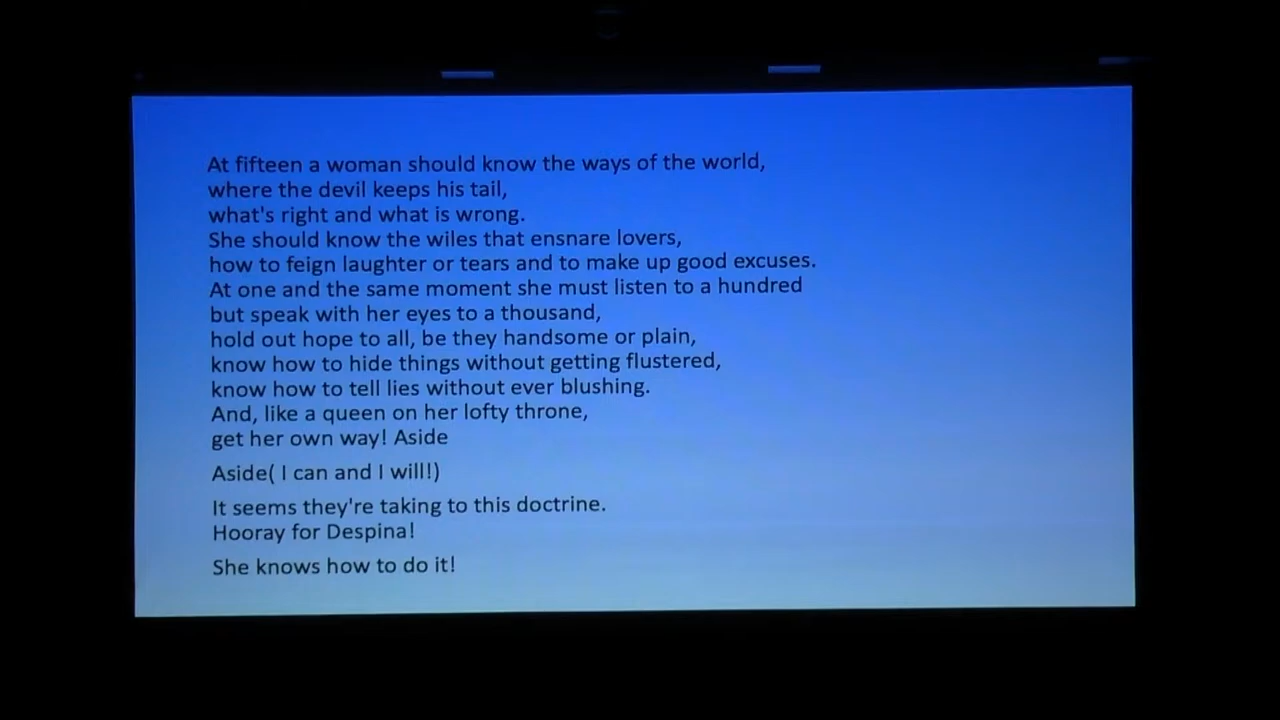 At fifteen a woman should know the ways of the world,
where the devil keeps his tail,
what's right and what is wrong.
She should know the wiles that ensnare lovers,
how to feign laughter or tears and to make up good excuses.
At one and the same moment she must listen to a hundred
but speak with her eyes to a thousand,
hold out hope to all, be they handsome or plain,
know how to hide things without getting flustered,
know how to tell lies without ever blushing.
And, like a queen on her lofty throne,
get her own way! Aside
Aside( I can and I will!)
It seems they're taking to this doctrine.
Hooray for Despina!
She knows how to do it!